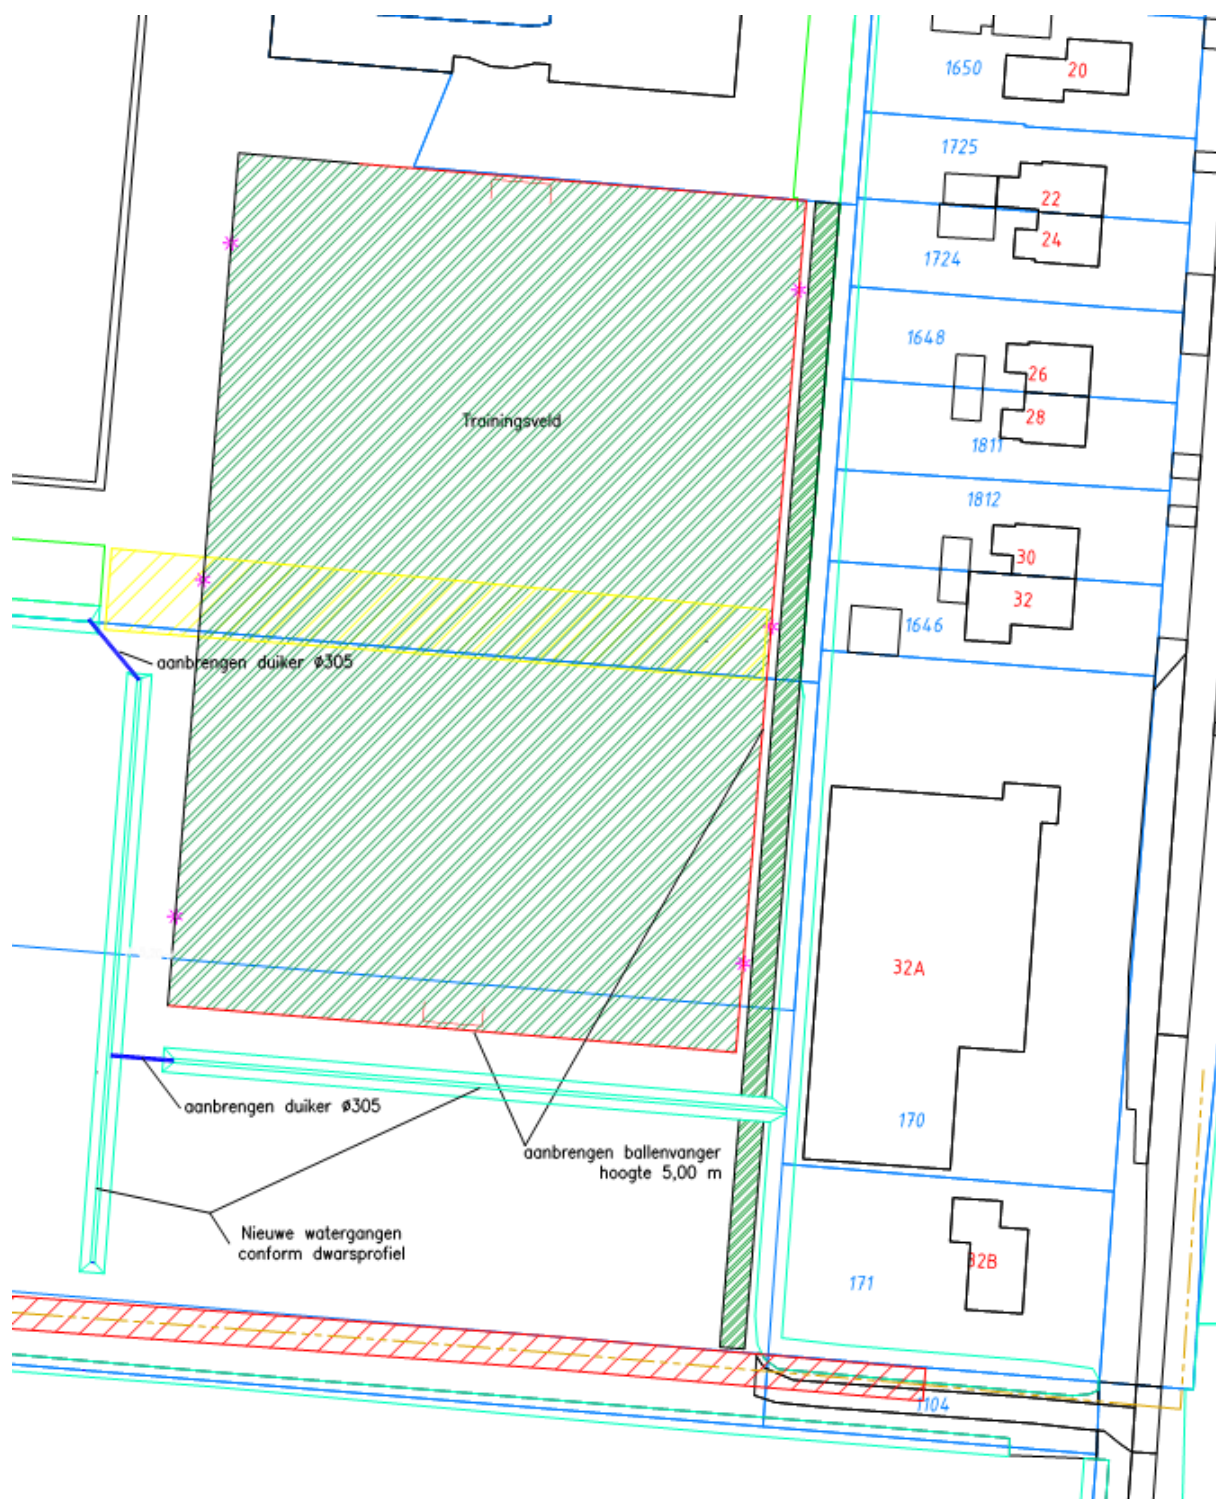 1650
20
1725
22
24
1724
1648
26
28
Trainingsveld
1811
1812
30
32
1646
aanbrengen duiker ø305
32A
aanbrengen duiker ø305
170
aanbrengen ballenvanger
hoogte 5,00 m
Nieuwe watergangen
conform dwarsprofiel
32B
171
1104